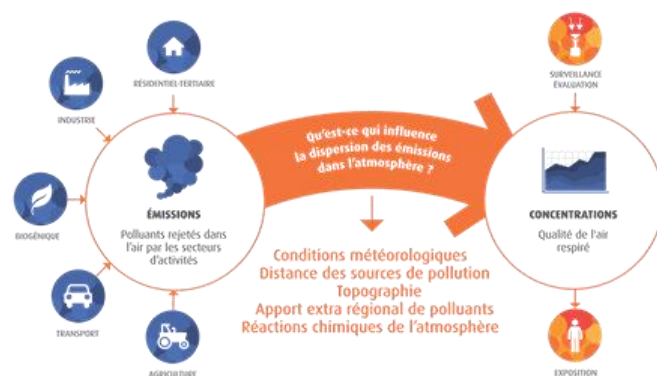 RÉSIDENTIEL-TERTIAIRE
INDUSTRIE
BIOGÉNIQUE
TRANSPORT
AGRICULTURE
ÉMISSIONS
Polluants rejetés dans
l'air par les secteurs
d'activités
Qu'est-ce qui influence
la dispersion des émissions
dans l'atmosphère ?
Conditions météorologiques
Distance des sources de pollution
Topographie
Apport extra régional de polluants
Réactions chimiques de l'atmosphère
SURVEILLANCE
ÉVALUATION
CONCENTRATIONS
Qualité de l'air
respiré
EXPOSITION